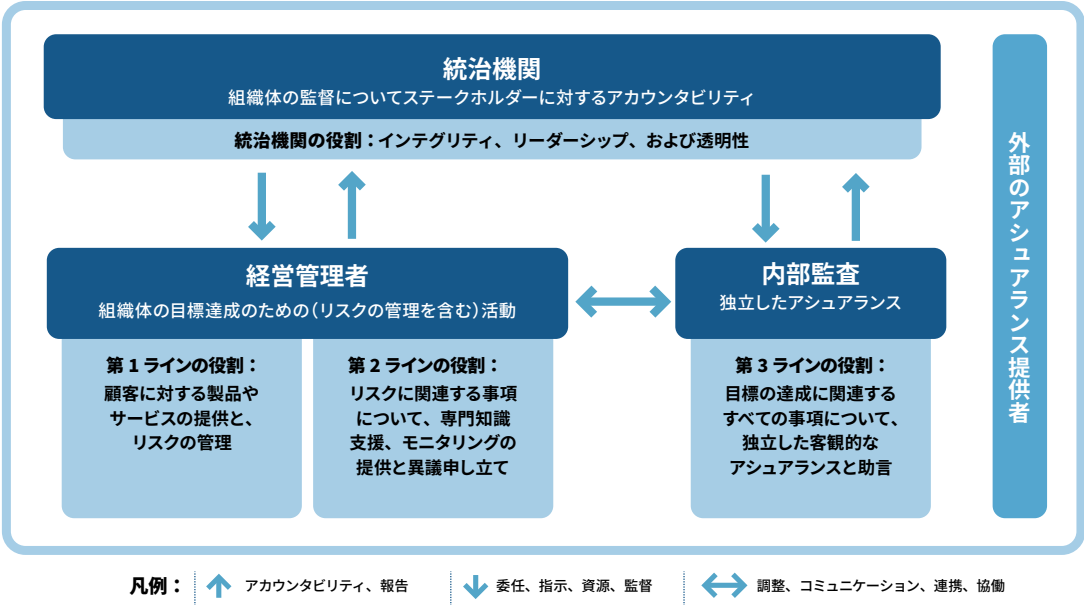 統治機関
組織体の監督についてステークホルダーに対するアカウンタビリティ
統治機関の役割：インテグリティ、リーダーシップ、および透明性
経営管理者
組織体の目標達成のための（リスクの管理を含む）活動
第 1 ラインの役割：
顧客に対する製品や
サービスの提供と、
リスクの管理
第 2 ラインの役割：
リスクに関連する事項
について、専門知識
支援、モニタリングの
提供と異議申し立て
内部監査
独立したアシュアランス
第 3 ラインの役割：
目標の達成に関連する
すべての事項について、
独立した客観的な
アシュアランスと助言
外部のアシュアランス提供者
凡例： アカウンタビリティ、報告 委任、指示、資源、監督 調整、コミュニケーション、連携、協働